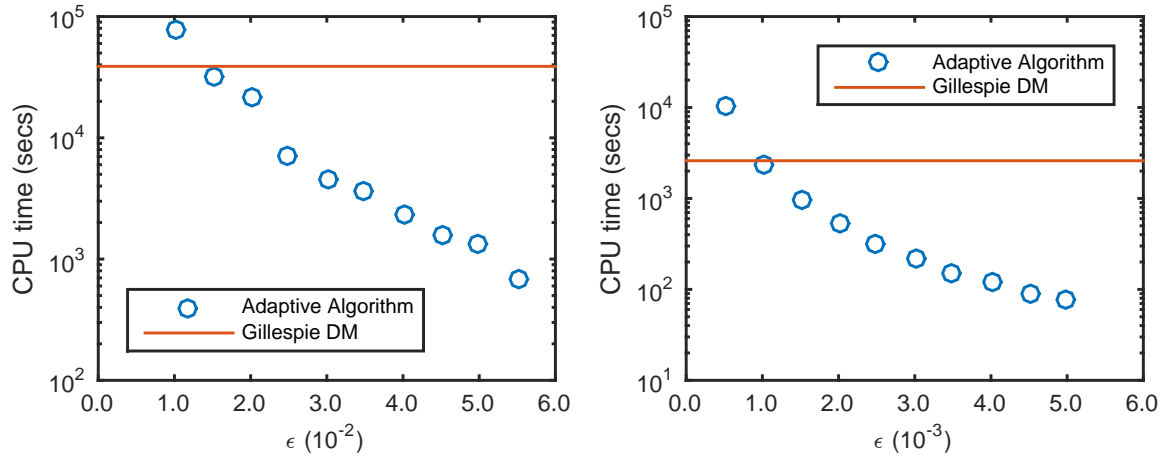 CPU time (secs)
10^5
10^4
10^3
10^2
0.0 1.0 2.0 3.0 4.0 5.0 6.0
ϵ (10^-2)
Adaptive Algorithm
Gillespie DM
CPU time (secs)
10^5
10^4
10^3
10^2
10^1
0.0 1.0 2.0 3.0 4.0 5.0 6.0
ϵ (10^-3)
Adaptive Algorithm
Gillespie DM